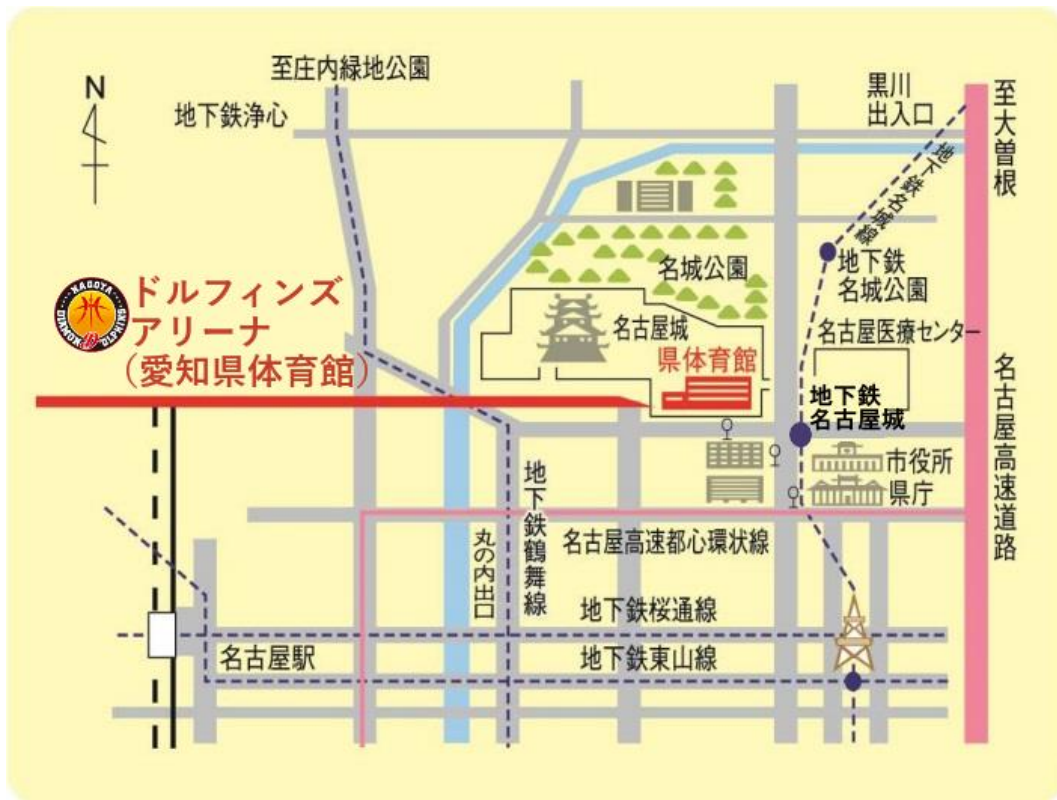 N
至庄内緑地公園
地下鉄浄心
黒川
出入口
至大曽根
地下鉄名城線
地下鉄
名城公園
名城公園
NAGOYA
DIAMOND DOLPHINS
ドルフィンズ
アリーナ
(愛知県体育館)
名古屋城
県体育館
名古屋医療センター
地下鉄
名古屋城
名古屋高速道路
市役所
県庁
地下鉄鶴舞線
丸の内出口
名古屋高速都心環状線
地下鉄桜通線
名古屋駅
地下鉄東山線